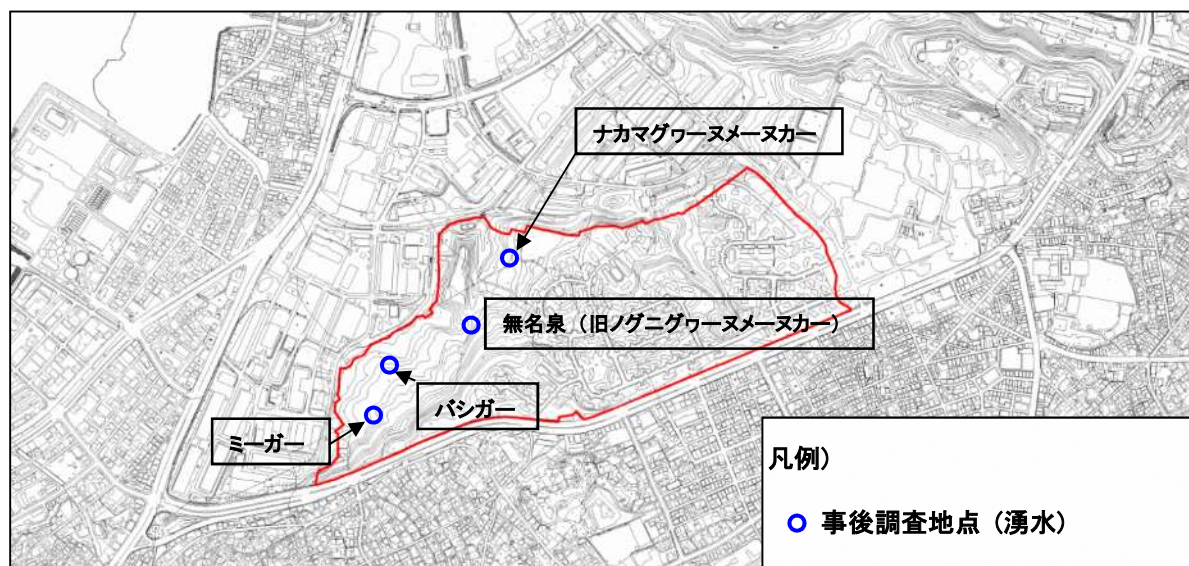 ナカマグヮーヌメーヌカー
無名泉（旧ノグニグヮーヌメーヌカー）
バシガー
ミーガー
凡例）
事後調査地点（湧水）